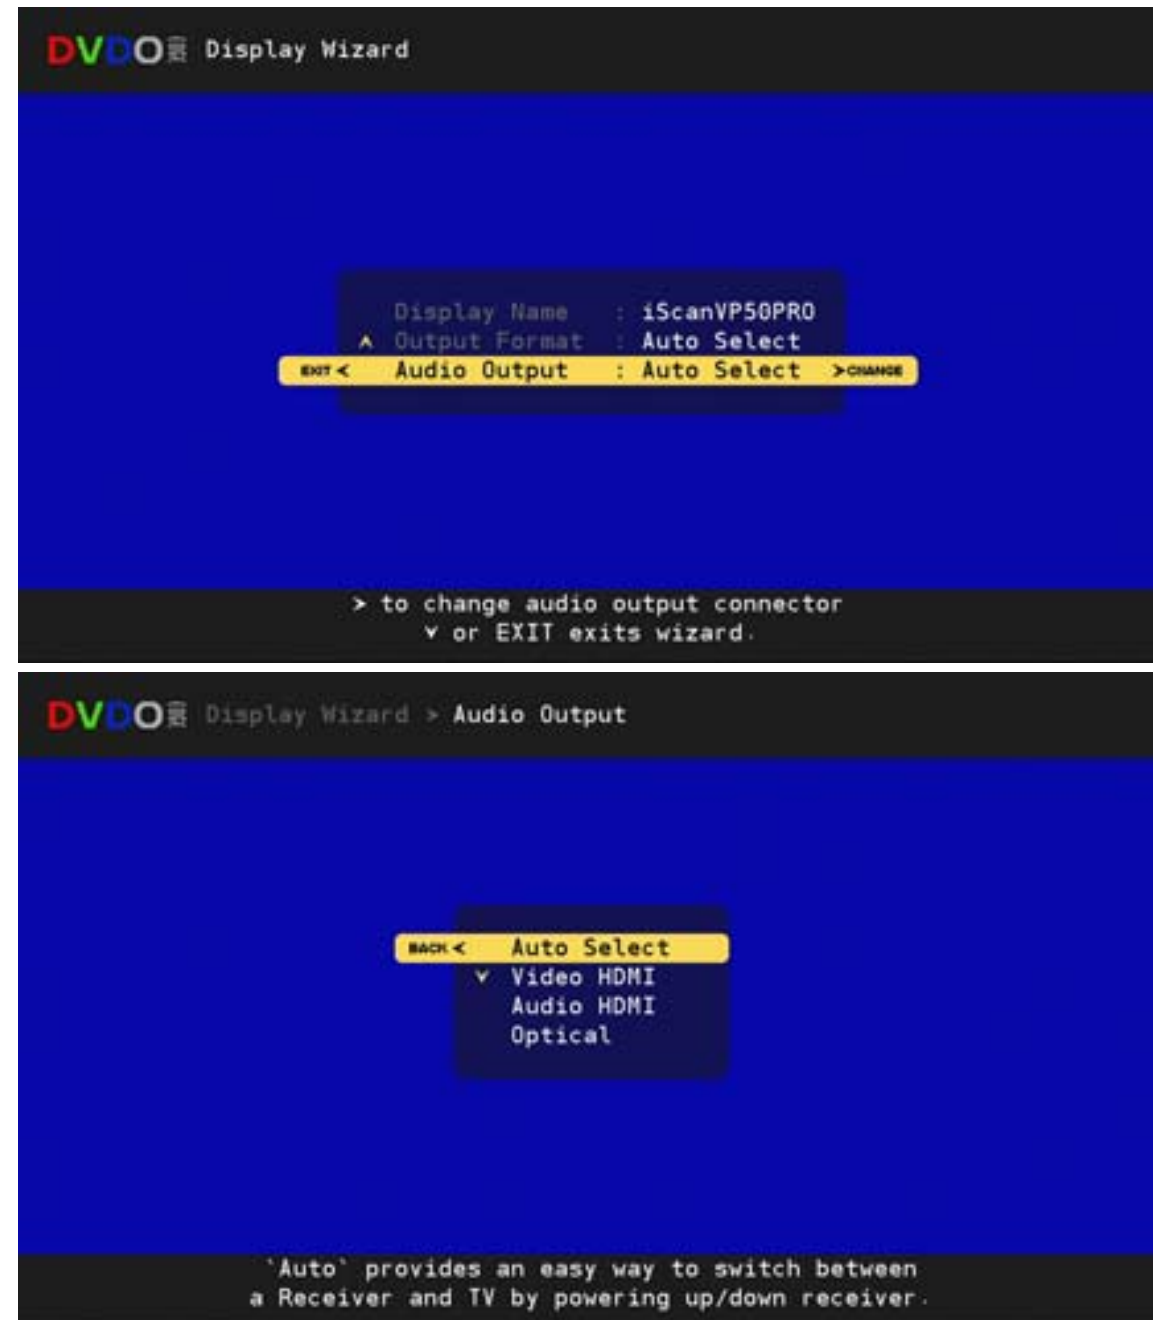 DVDO Display Wizard
Display Name : iScanVP50PRO
^ Output Format : Auto Select
EXIT < Audio Output : Auto Select > CHANGE
> to change audio output connector
v or EXIT exits wizard.
DVDO Display Wizard > Audio Output
BACK < Auto Select
v Video HDMI
Audio HDMI
Optical
`Auto` provides an easy way to switch between
a Receiver and TV by powering up/down receiver.